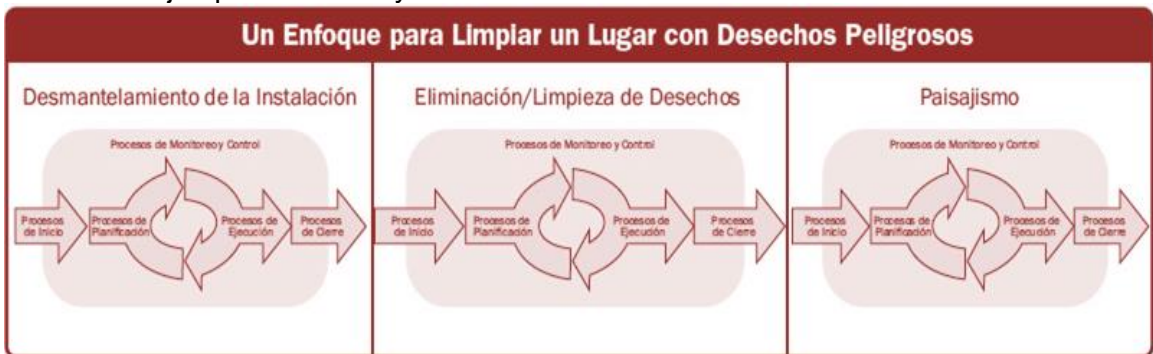 Un Enfoque para Limpiar un Lugar con Desechos Peligrosos
Desmantelamiento de la Instalación
Procesos de Monitoreo y Control
Procesos
de Inicio
Procesos de
Planificación
Procesos de
Ejecución
Procesos
de Cierre
Eliminación/Limpieza de Desechos
Procesos de Monitoreo y Control
Procesos
de Inicio
Procesos de
Planificación
Procesos de
Ejecución
Procesos
de Cierre
Paisajismo
Procesos de Monitoreo y Control
Procesos
de Inicio
Procesos de
Planificación
Procesos de
Ejecución
Procesos
de Cierre